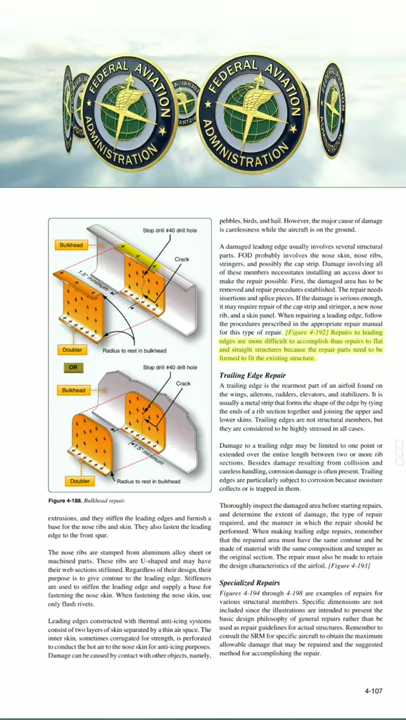 FEDERAL AVIATION
ADMINISTRATION
FEDERAL AVIATION
ADMINISTRATION
Stop drill #40 drill hole
Bulkhead
Crack
Doubler
Radius to rest in bulkhead
OR
Stop drill #40 drill hole
Bulkhead
Crack
Doubler
Radius to rest in bulkhead
Figure 4-188. Bulkhead repair.
extrusions, and they stiffen the leading edges and furnish a
base for the nose ribs and skin. They also fasten the leading
edge to the front spar.
The nose ribs are stamped from aluminum alloy sheet or
machined parts. These ribs are U-shaped and may have
their web sections stiffened. Regardless of their design, their
purpose is to give contour to the leading edge. Stiffeners
are used to stiffen the leading edge and supply a base for
fastening the nose skin. When fastening the nose skin, use
only flush rivets.
Leading edges constructed with thermal anti-icing systems
consist of two layers of skin separated by a thin air space. The
inner skin, sometimes corrugated for strength, is perforated
to conduct the hot air to the nose skin for anti-icing purposes.
Damage can be caused by contact with other objects, namely,
pebbles, birds, and hail. However, the major cause of damage
is carelessness while the aircraft is on the ground.
A damaged leading edge usually involves several structural
parts. FOD probably involves the nose skin, nose ribs,
stringers, and possibly the cap strip. Damage involving all
of these members necessitates installing an access door to
make the repair possible. First, the damaged area has to be
removed and repair procedures established. The repair needs
insertions and splice pieces. If the damage is serious enough,
it may require repair of the cap strip and stringer, a new nose
rib, and a skin panel. When repairing a leading edge, follow
the procedures prescribed in the appropriate repair manual
for this type of repair. [Figure 4-192] Repairs to leading
edges are more difficult to accomplish than repairs to flat
and straight structures because the repair parts need to be
formed to fit the existing structure.
Trailing Edge Repair
A trailing edge is the rearmost part of an airfoil found on
the wings, ailerons, rudders, elevators, and stabilizers. It is
usually a metal strip that forms the shape of the edge by tying
the ends of a rib section together and joining the upper and
lower skins. Trailing edges are not structural members, but
they are considered to be highly stressed in all cases.
Damage to a trailing edge may be limited to one point or
extended over the entire length between two or more rib
sections. Besides damage resulting from collision and
careless handling, corrosion damage is often present. Trailing
edges are particularly subject to corrosion because moisture
collects or is trapped in them.
Thoroughly inspect the damaged area before starting repairs,
and determine the extent of damage, the type of repair
required, and the manner in which the repair should be
performed. When making trailing edge repairs, remember
that the repaired area must have the same contour and be
made of material with the same composition and temper as
the original section. The repair must also be made to retain
the design characteristics of the airfoil. [Figure 4-193]
Specialized Repairs
Figures 4-194 through 4-198 are examples of repairs for
various structural members. Specific dimensions are not
included since the illustrations are intended to present the
basic design philosophy of general repairs rather than be
used as repair guidelines for actual structures. Remember to
consult the SRM for specific aircraft to obtain the maximum
allowable damage that may be repaired and the suggested
method for accomplishing the repair.
4-107